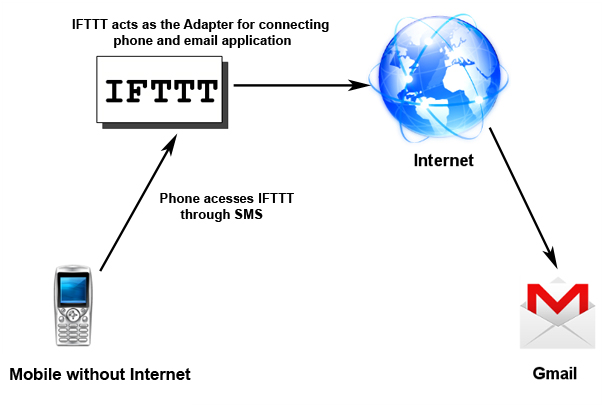 IFTTT acts as the Adapter for connecting
phone and email application
IFTTT
Internet
Phone acesses IFTTT
through SMS
Mobile without Internet
Gmail